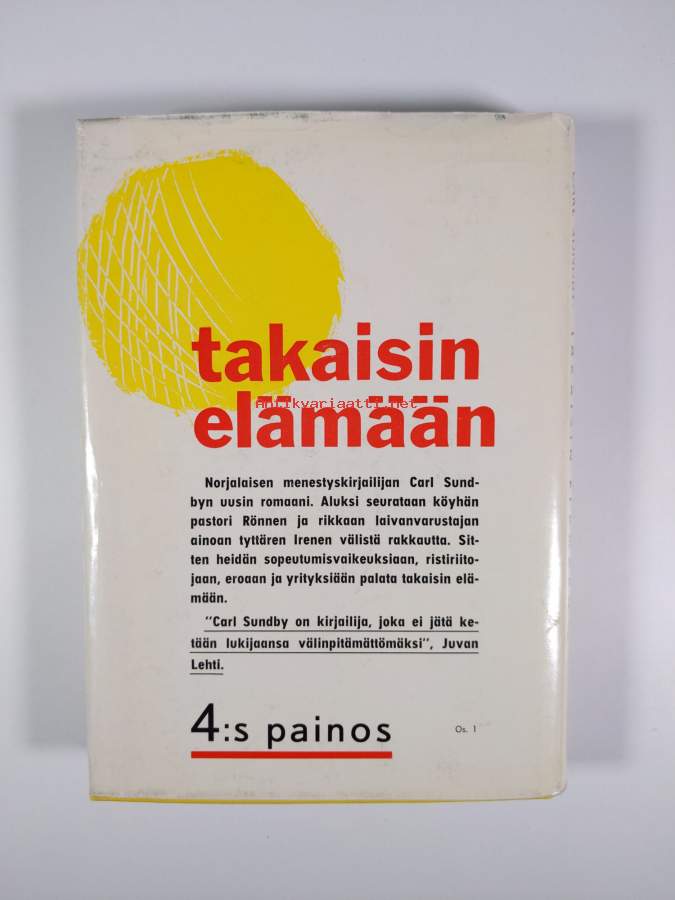 takaisin
antikvariaatti.net
elämään
Norjalaisen menestyskirjailijan Carl Sund-
byn uusin romaani. Aluksi seurataan köyhän
pastori Rönnen ja rikkaan laivanvarustajan
ainoan tyttären Irenen välistä rakkautta. Sit-
ten heidän sopeutumisvaikeuksiaan, ristiriito-
jaan, eroaan ja yrityksiään palata takaisin elä-
mään.
"Carl Sundby on kirjailija, joka ei jätä ke-
tään lukijaansa välinpitämättömäksi", Juvan
Lehti.
4:s painos
Os. 1